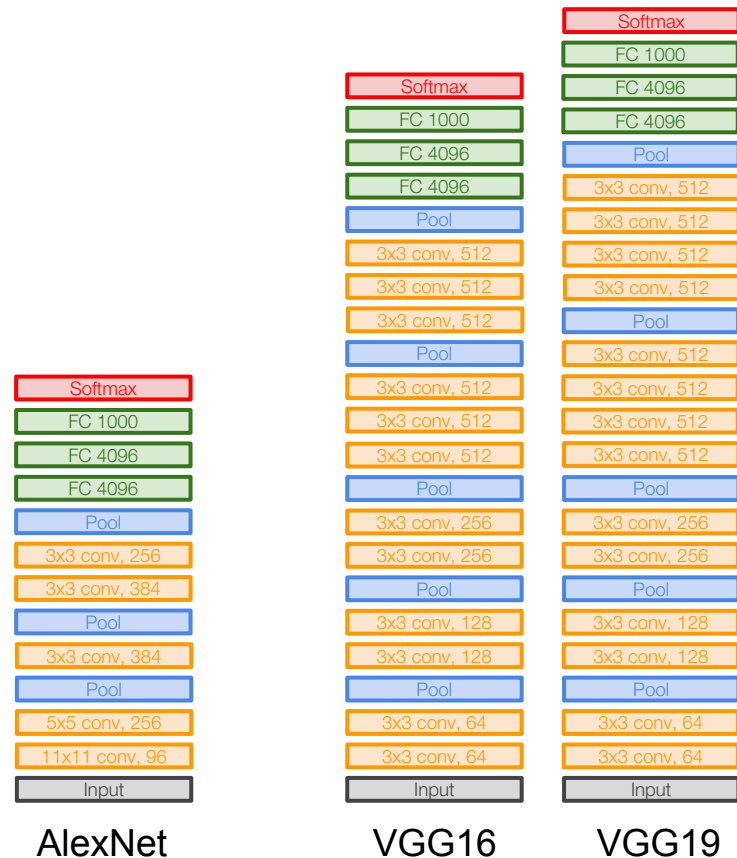 Softmax
FC 1000
FC 4096
FC 4096
Pool
3x3 conv, 256
3x3 conv, 384
Pool
3x3 conv, 384
Pool
5x5 conv, 256
11x11 conv, 96
Input
AlexNet
Softmax
FC 1000
FC 4096
FC 4096
Pool
3x3 conv, 512
3x3 conv, 512
3x3 conv, 512
Pool
3x3 conv, 512
3x3 conv, 512
3x3 conv, 512
Pool
3x3 conv, 256
3x3 conv, 256
Pool
3x3 conv, 128
3x3 conv, 128
Pool
3x3 conv, 64
3x3 conv, 64
Input
VGG16
Softmax
FC 1000
FC 4096
FC 4096
Pool
3x3 conv, 512
3x3 conv, 512
3x3 conv, 512
3x3 conv, 512
Pool
3x3 conv, 512
3x3 conv, 512
3x3 conv, 512
3x3 conv, 512
Pool
3x3 conv, 256
3x3 conv, 256
Pool
3x3 conv, 128
3x3 conv, 128
Pool
3x3 conv, 64
3x3 conv, 64
Input
VGG19